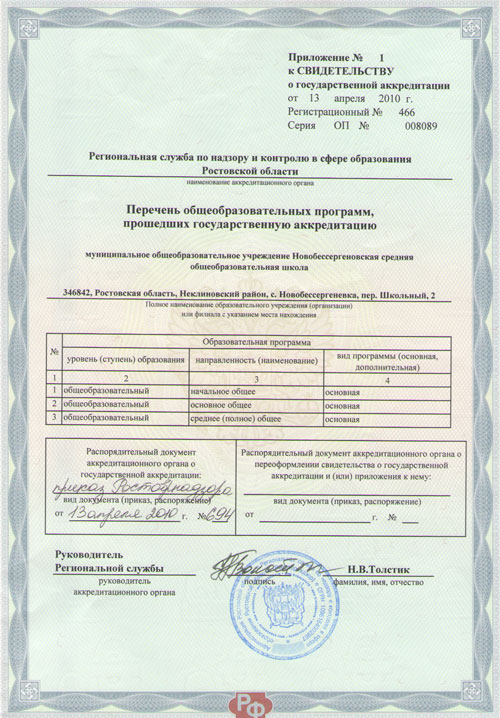 Приложение № 1
к СВИДЕТЕЛЬСТВУ
о государственной аккредитации
от 13 апреля 2010 г.
Регистрационный № 466
Серия ОП № 008089
Региональная служба по надзору и контролю в сфере образования
Ростовской области
наименование аккредитационного органа
Перечень общеобразовательных программ,
прошедших государственную аккредитацию
муниципальное общеобразовательное учреждение Новобессергеновская средняя
общеобразовательная школа
346842, Ростовская область, Неклиновский район, с. Новобессергеневка, пер. Школьный, 2
Полное наименование образовательного учреждения (организации)
или филиала с указанием места нахождения
№ Образовательная программа
уровень (ступень) образования направленность (наименование) вид программы (основная, дополнительная)
1 2 3 4
1 общеобразовательный начальное общее основная
2 общеобразовательный основное общее основная
3 общеобразовательный среднее (полное) общее основная
Распорядительный документ
аккредитационного органа о
государственной аккредитации:
приказ Ростобрнадзора
вид документа (приказ, распоряжение)
от 13 апреля 2010 г. № 694
Распорядительный документ
аккредитационного органа о
переоформлении свидетельства о государственной
аккредитации и (или) приложения к нему:
вид документа (приказ, распоряжение)
от г. №
Руководитель
Региональной службы Н.В.Толстик
руководитель подпись фамилия, имя, отчество
аккредитационного органа
РФ